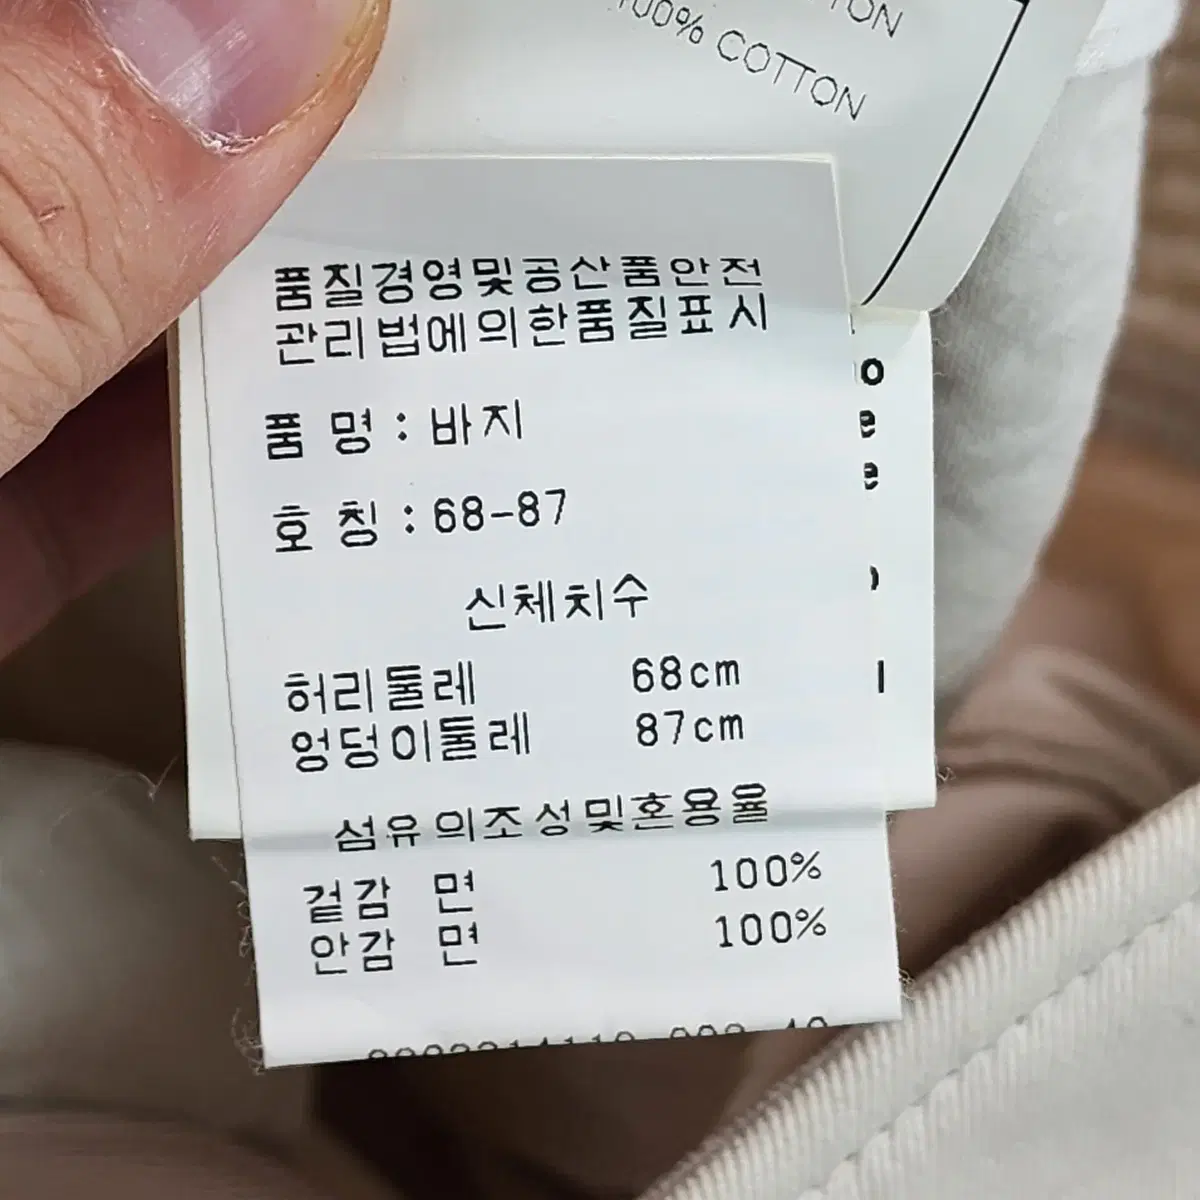 100% COTTON
품질경영및공산품안전
관리법에의한품질표시
품 명 : 바지
호 칭 : 68-87
신체치수
허리둘레 68cm
엉덩이둘레 87cm
섬유의조성및혼용율
겉감 면 100%
안감 면 100%